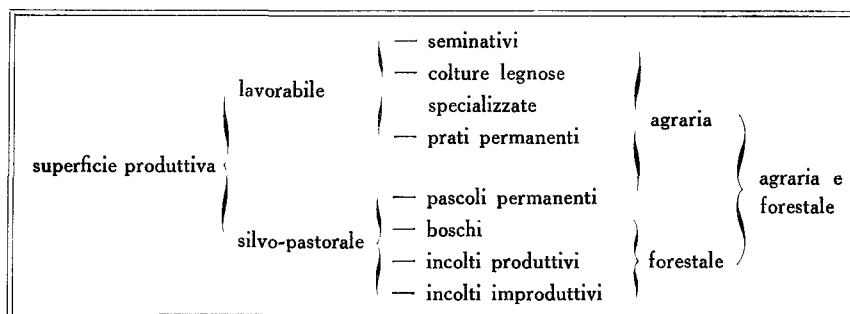 — seminativi
— colture legnose
lavorabile
specializzate
agraria
— prati permanenti
superficie produttiva
agraria e
— pascoli permanenti
forestale
— boschi
silvo-pastorale
— incolti produttivi
forestale
— incolti improduttivi